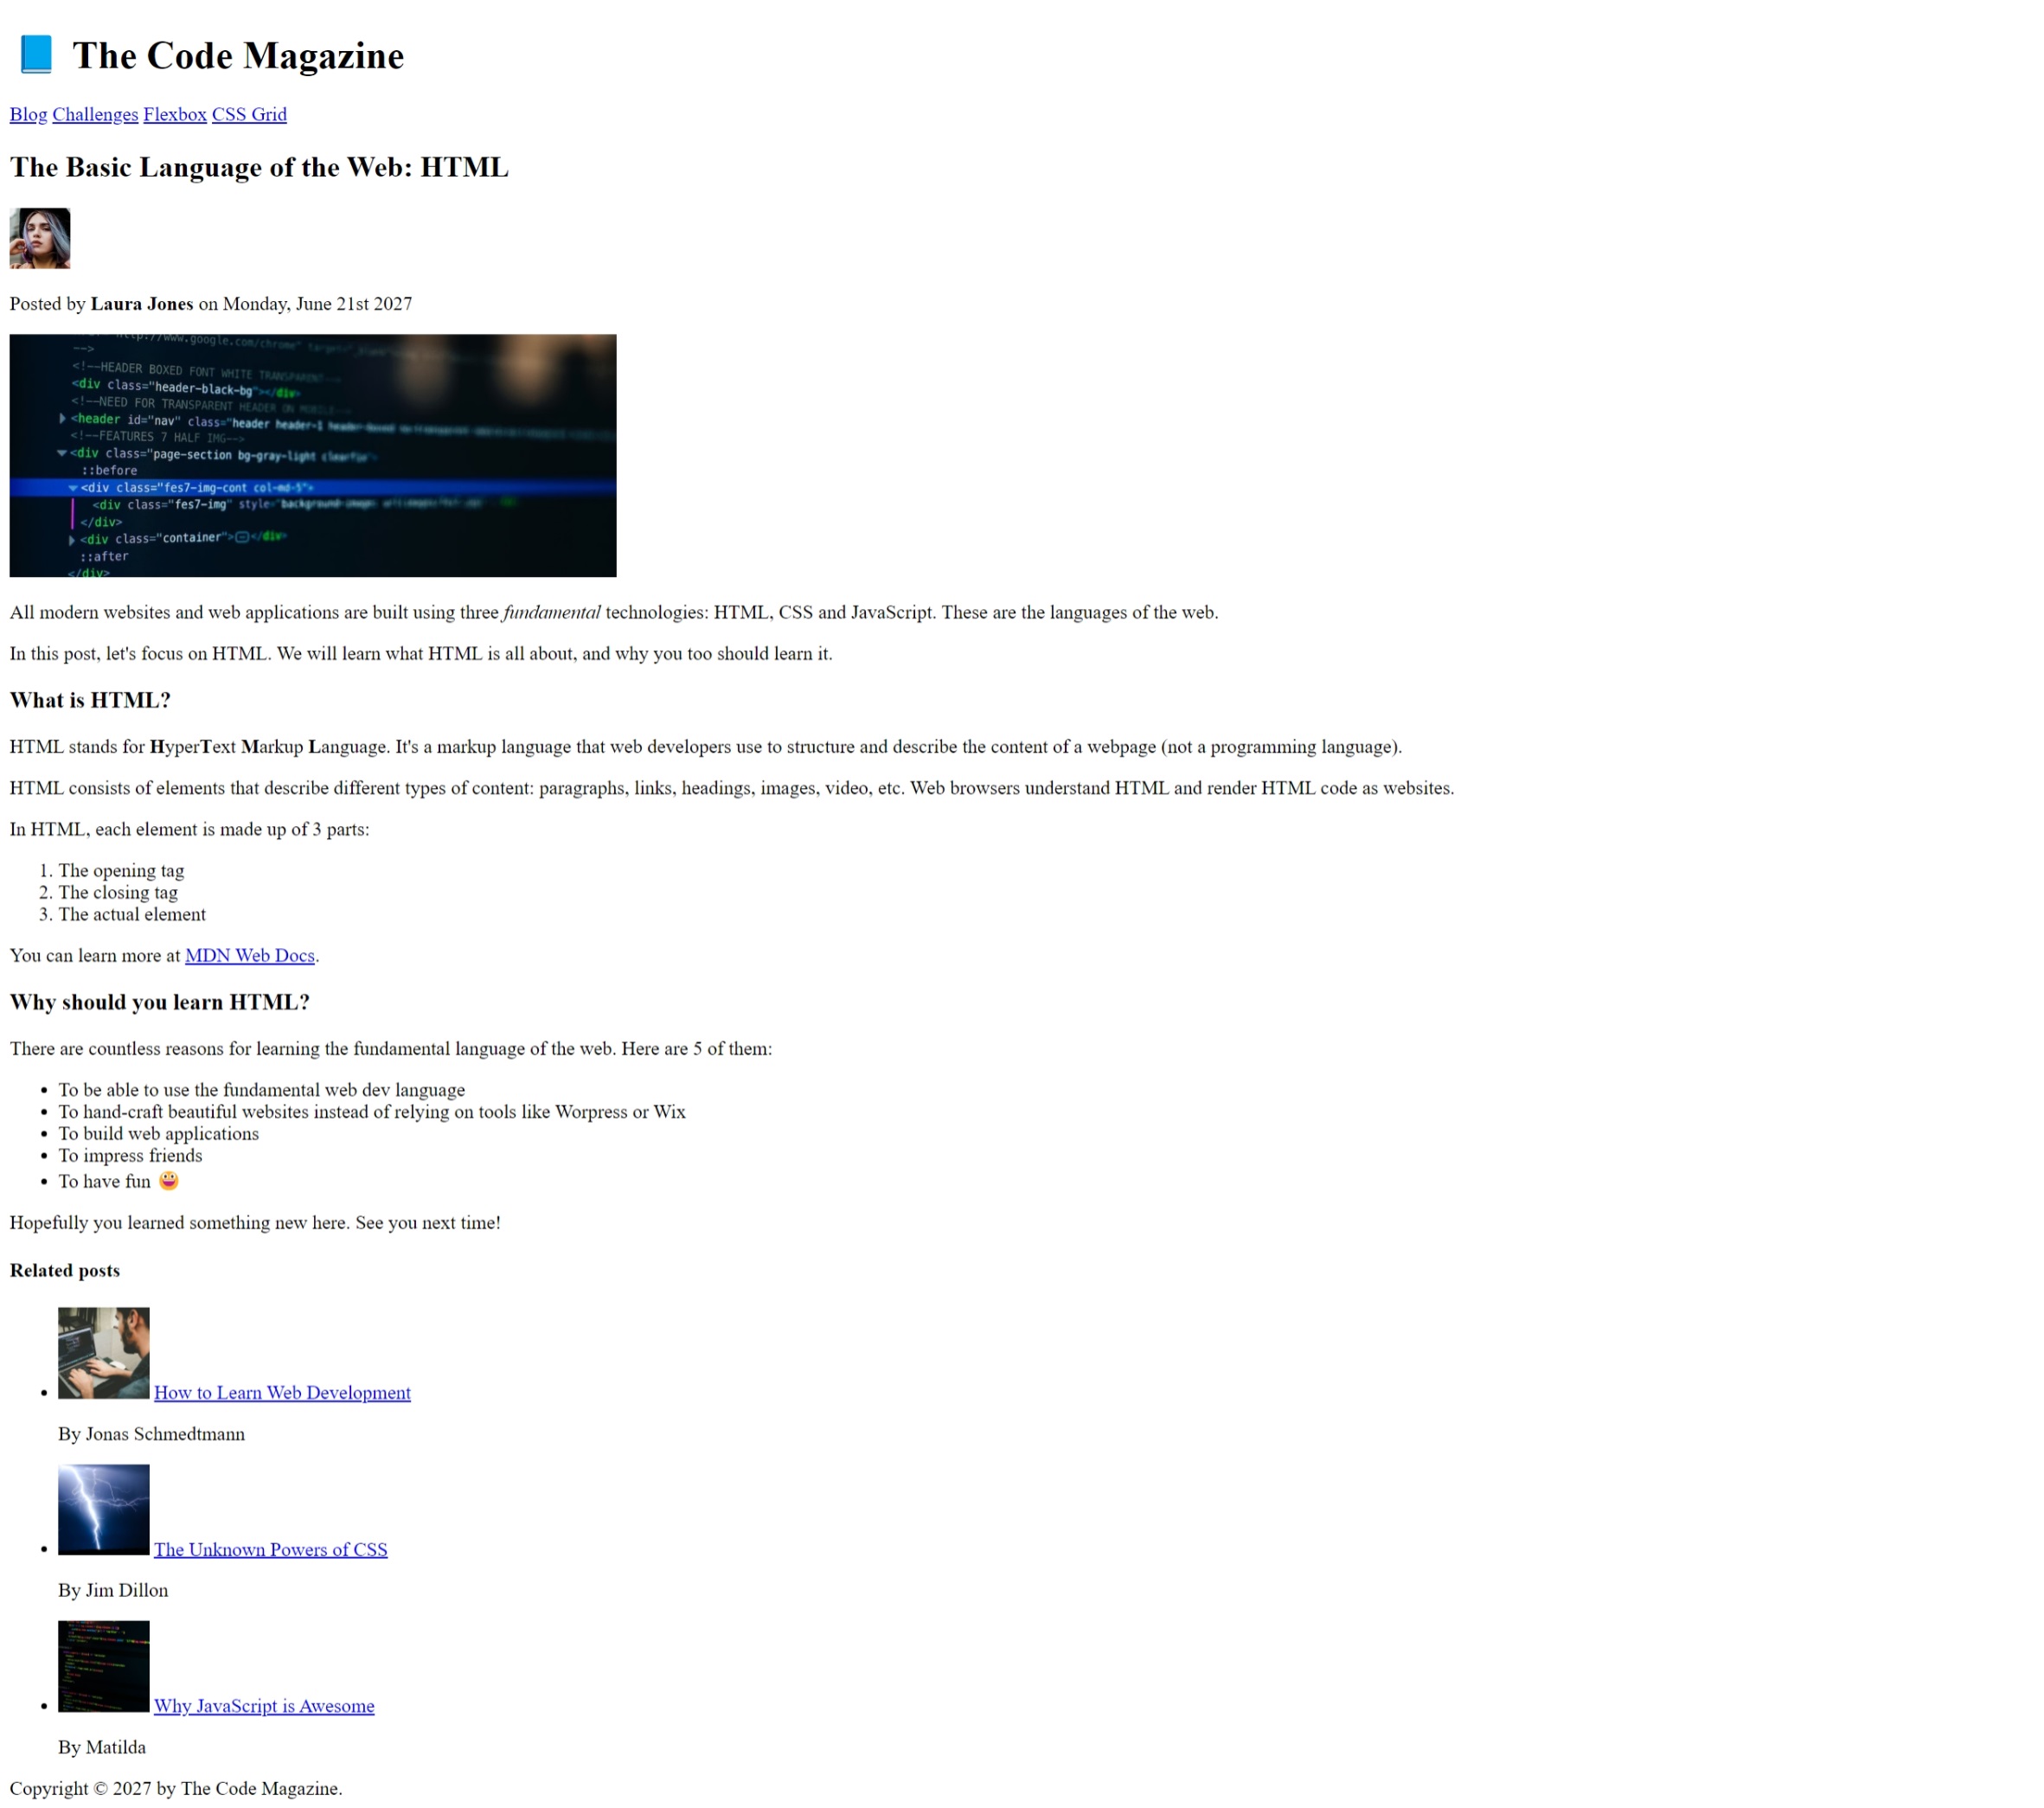 📘 The Code Magazine
Blog Challenges Flexbox CSS Grid
The Basic Language of the Web: HTML
Posted by Laura Jones on Monday, June 21st 2027
www.google.com/chrome"
-->
<!--HEADER BOXED FONT WHITE TRANSPARENT-->
<div class="header-black-bg"></div>
<!--NEED FOR TRANSPARENT HEADER ON MOBILE-->
<header id="nav" class="header header-1
<!--FEATURES 7 HALF IMG-->
<div class="page-section bg-gray-light clearfix">
::before
<div class="fes7-img-cont col-md-5">
<div class="fes7-img" style="background-image:
</div>
<div class="container"></div>
::after
</div>
All modern websites and web applications are built using three fundamental technologies: HTML, CSS and JavaScript. These are the languages of the web.
In this post, let's focus on HTML. We will learn what HTML is all about, and why you too should learn it.
What is HTML?
HTML stands for HyperText Markup Language. It's a markup language that web developers use to structure and describe the content of a webpage (not a programming language).
HTML consists of elements that describe different types of content: paragraphs, links, headings, images, video, etc. Web browsers understand HTML and render HTML code as websites.
In HTML, each element is made up of 3 parts:
1. The opening tag
2. The closing tag
3. The actual element
You can learn more at MDN Web Docs.
Why should you learn HTML?
There are countless reasons for learning the fundamental language of the web. Here are 5 of them:
• To be able to use the fundamental web dev language
• To hand-craft beautiful websites instead of relying on tools like Worpress or Wix
• To build web applications
• To impress friends
• To have fun 😀
Hopefully you learned something new here. See you next time!
Related posts
• How to Learn Web Development
By Jonas Schmedtmann
• The Unknown Powers of CSS
By Jim Dillon
• Why JavaScript is Awesome
By Matilda
Copyright © 2027 by The Code Magazine.